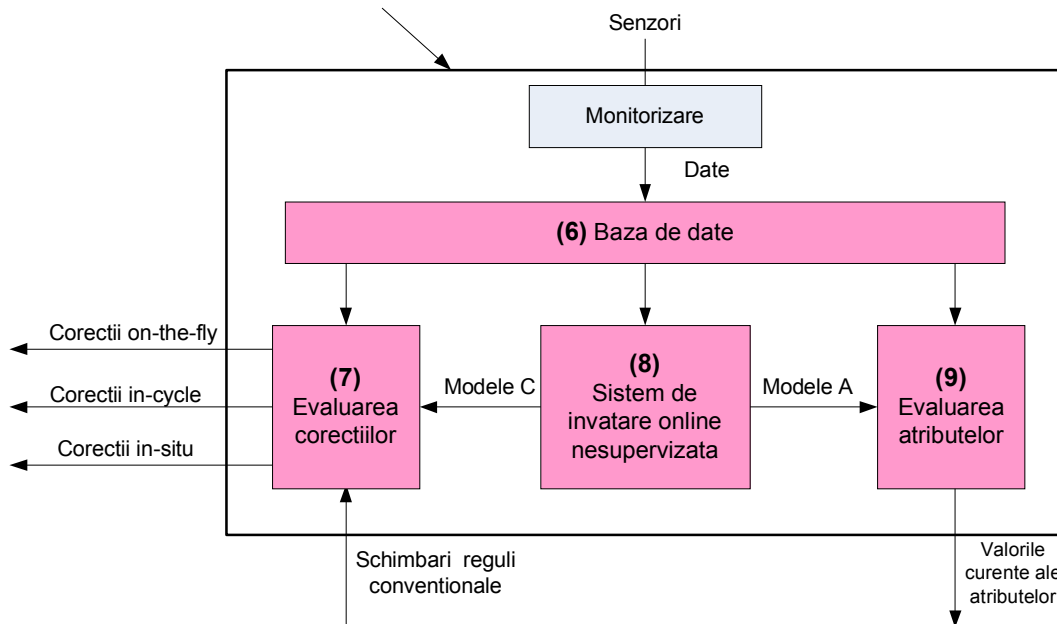 Senzori
Monitorizare
Date
(6) Baza de date
Corectii on-the-fly
Corectii in-cycle
Corectii in-situ
(7)
Evaluarea
corectiilor
Modele C
(8)
Sistem de
invatare online
nesupervizata
Modele A
(9)
Evaluarea
atributelor
Schimbari reguli
conventionale
Valorile
curente ale
atributelor